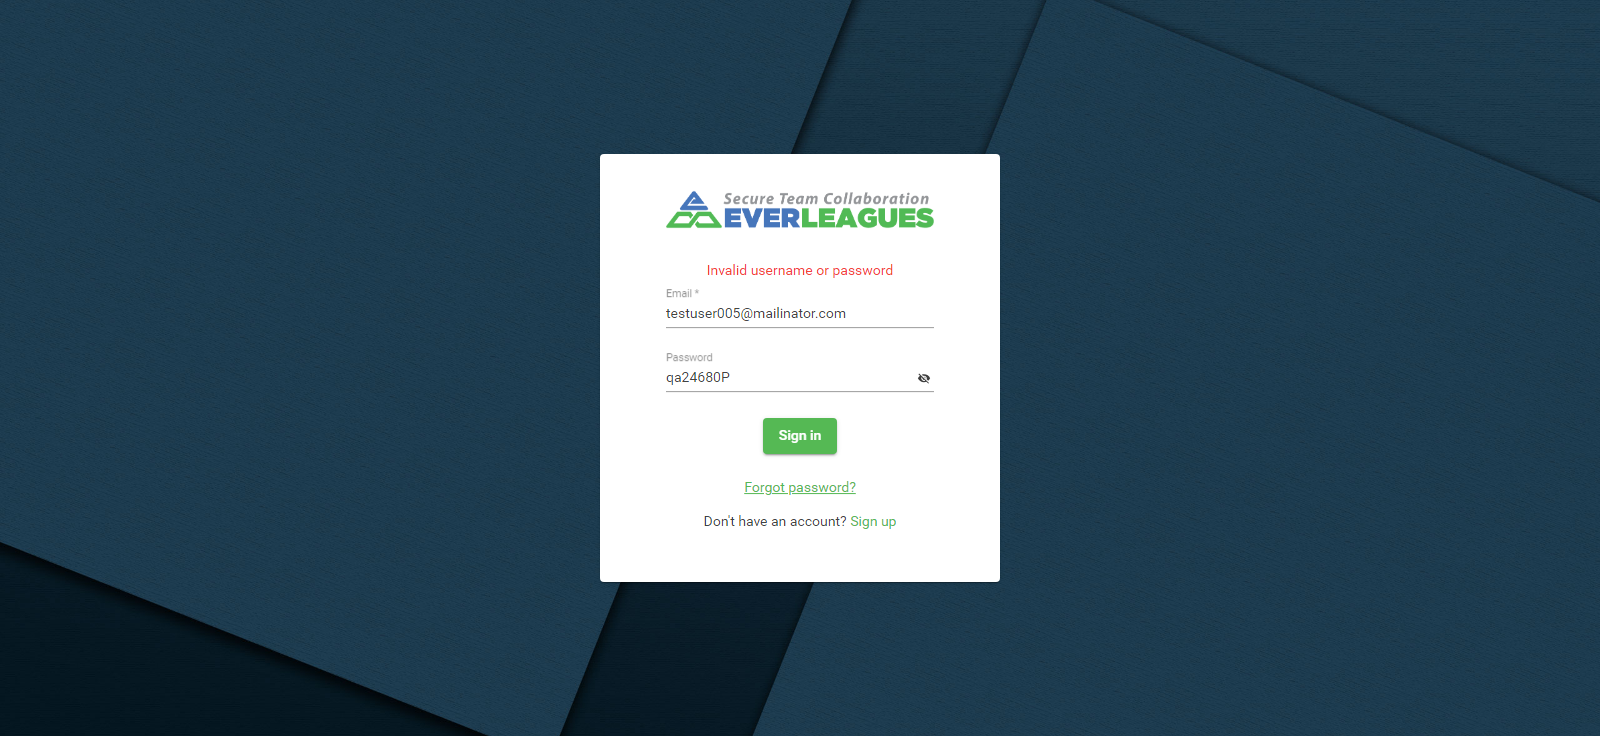 Secure Team Collaboration
EVERLEAGUES
Invalid username or password
Email *
testuser005@mailinator.com
Password
qa24680P
Sign in
Forgot password?
Don't have an account? Sign up